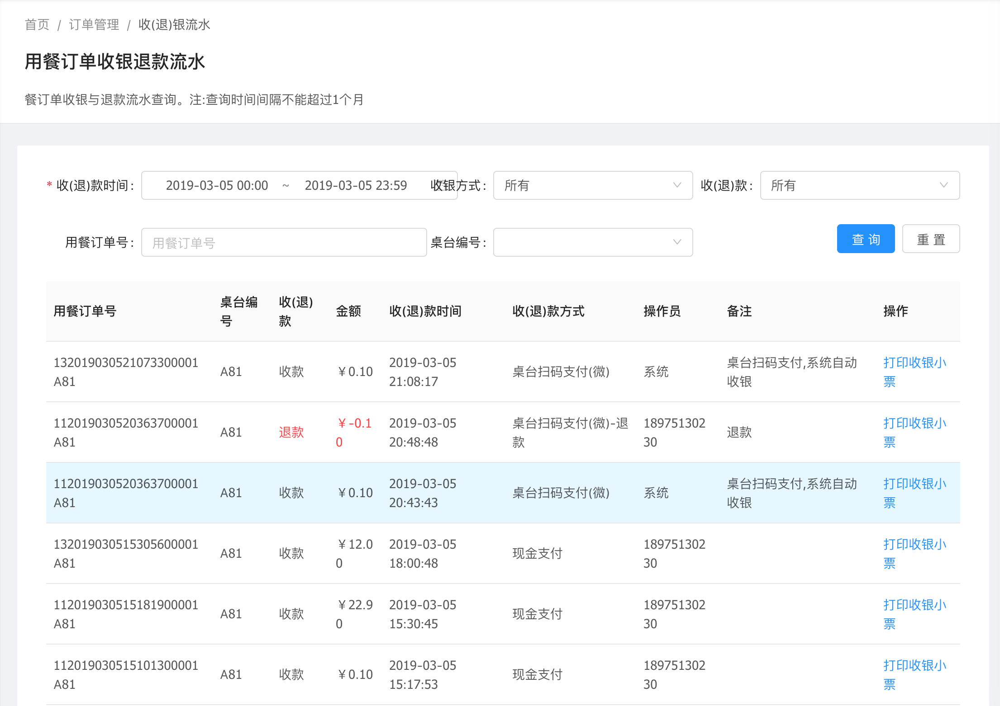 首页 / 订单管理 / 收(退)银流水
用餐订单收银退款流水
餐订单收银与退款流水查询。注:查询时间间隔不能超过1个月
* 收(退)款时间: 2019-03-05 00:00 ~ 2019-03-05 23:59 收银方式: 所有 收(退)款: 所有
用餐订单号: 用餐订单号 桌台编号: 查 询 重 置
用餐订单号 桌台编号 收(退)款 金额 收(退)款时间 收(退)款方式 操作员 备注 操作
132019030521073300001A81 A81 收款 ¥0.10 2019-03-05 21:08:17 桌台扫码支付(微) 系统 桌台扫码支付,系统自动收银 打印收银小票
112019030520363700001A81 A81 退款 ¥-0.10 2019-03-05 20:48:48 桌台扫码支付(微)-退款 18975130230 退款 打印收银小票
112019030520363700001A81 A81 收款 ¥0.10 2019-03-05 20:43:43 桌台扫码支付(微) 系统 桌台扫码支付,系统自动收银 打印收银小票
132019030515305600001A81 A81 收款 ¥12.00 2019-03-05 18:00:48 现金支付 18975130230 打印收银小票
112019030515181900001A81 A81 收款 ¥22.90 2019-03-05 15:30:45 现金支付 18975130230 打印收银小票
112019030515101300001A81 A81 收款 ¥0.10 2019-03-05 15:17:53 现金支付 18975130230 打印收银小票